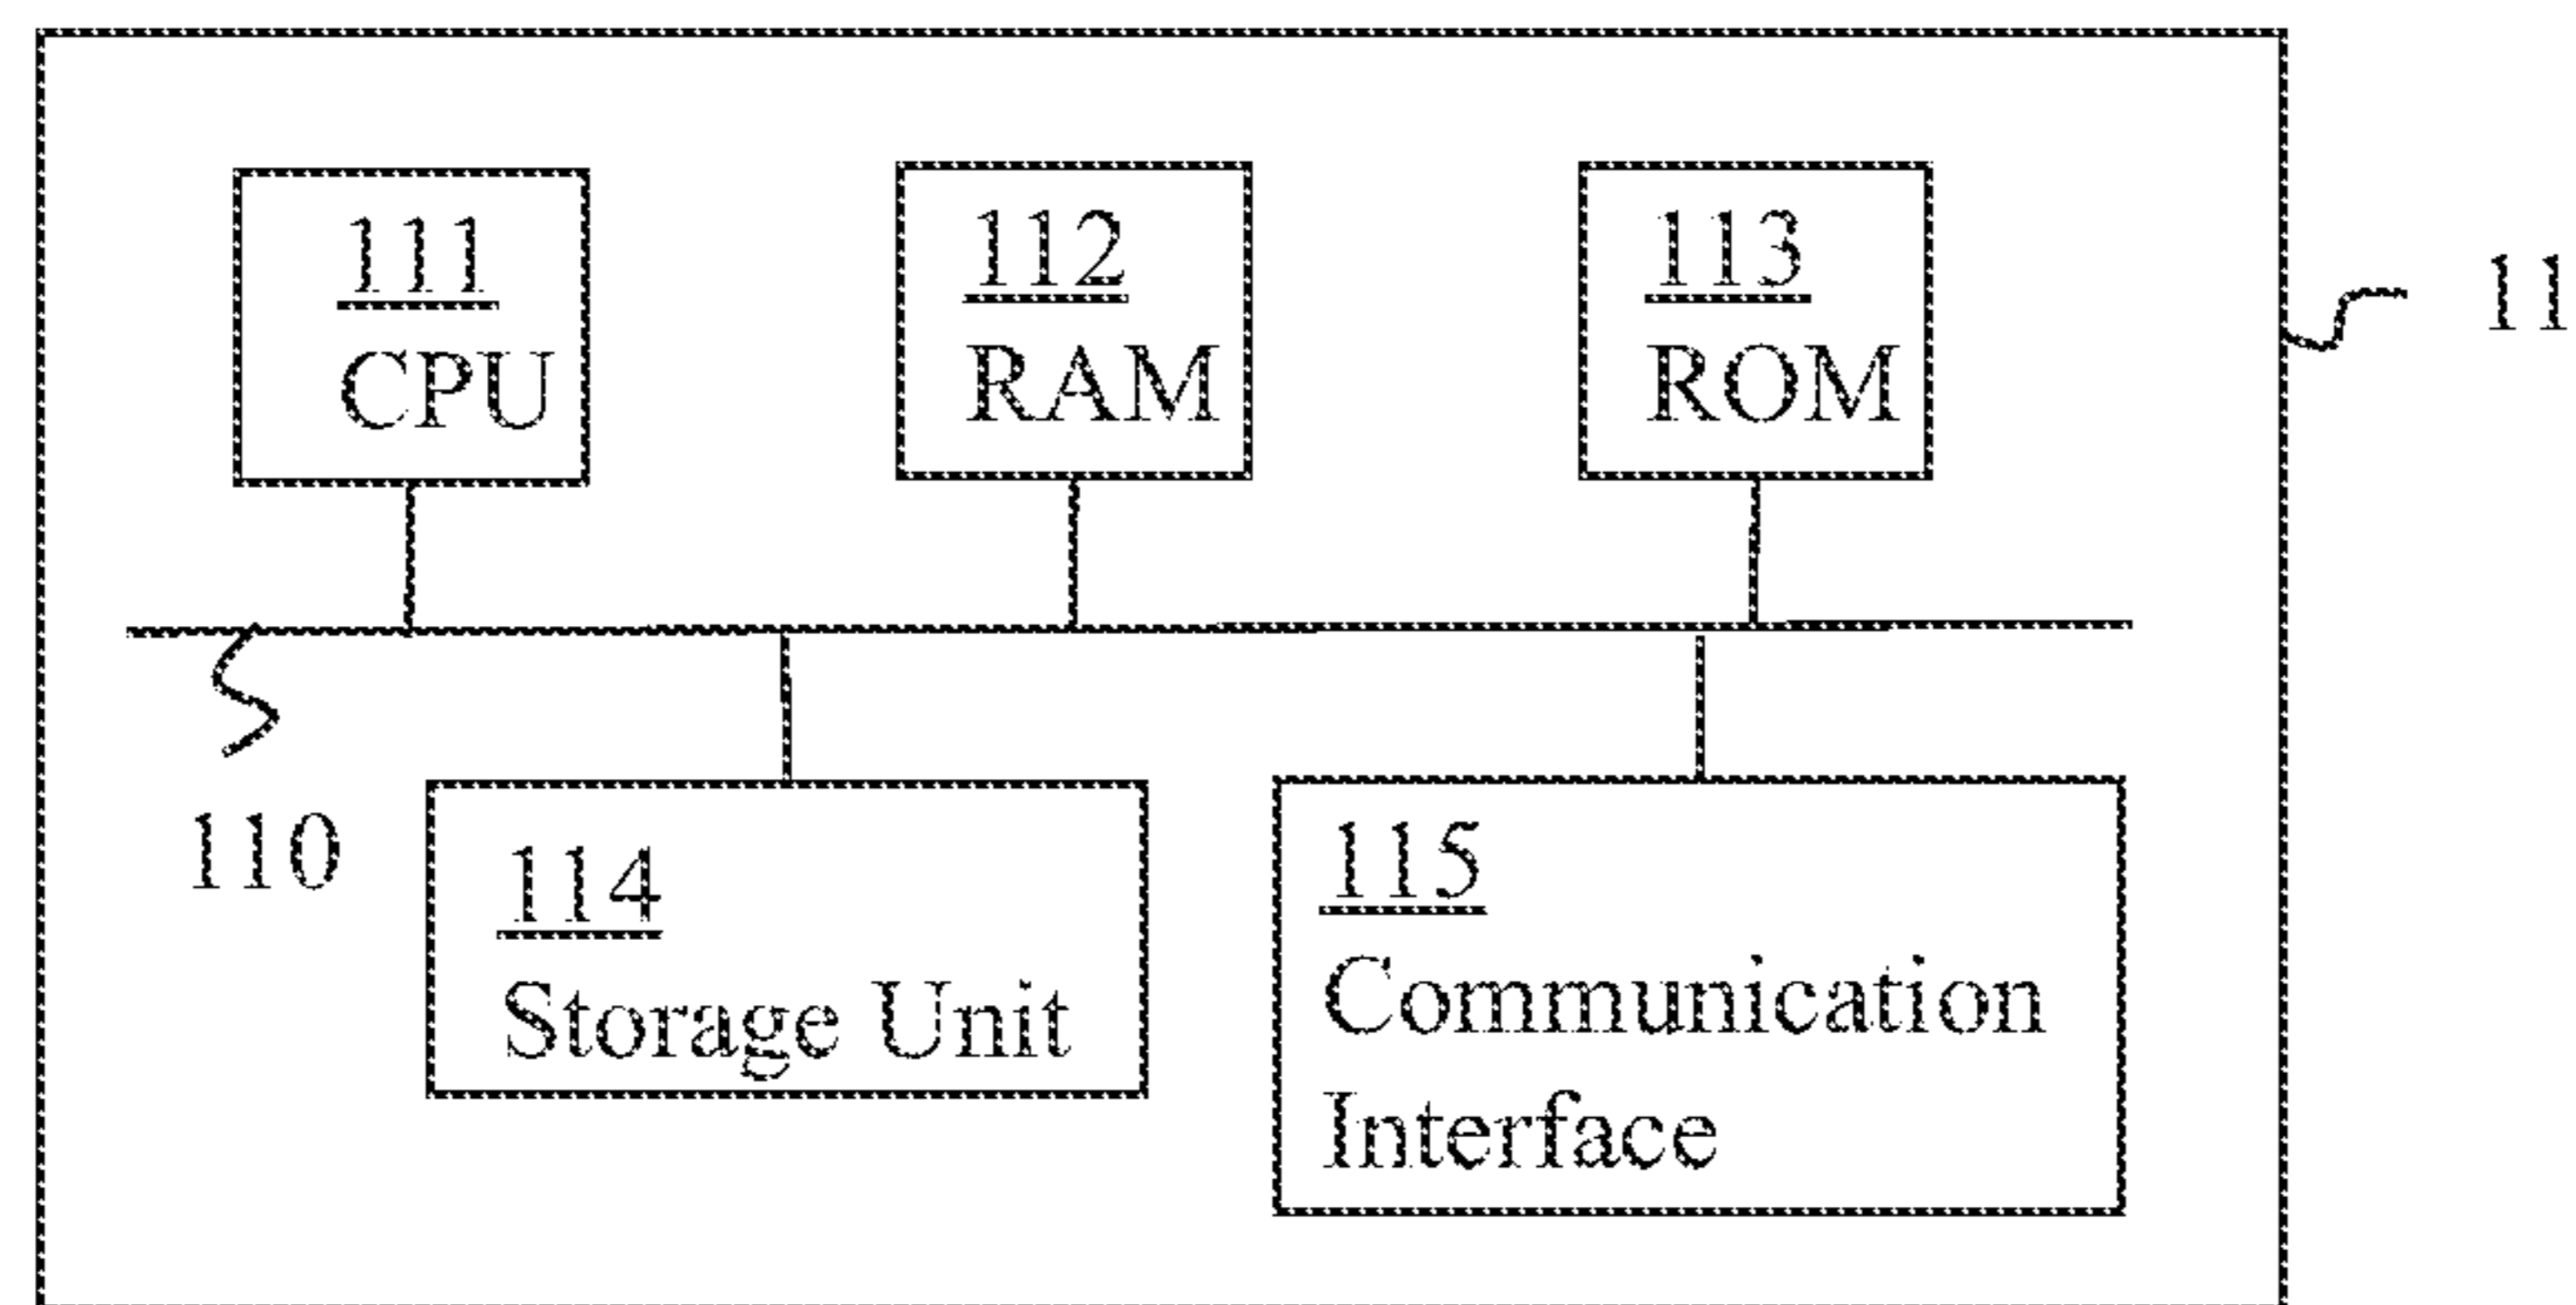 111
CPU
112
RAM
113
ROM
11
110
114
Storage Unit
115
Communication
Interface